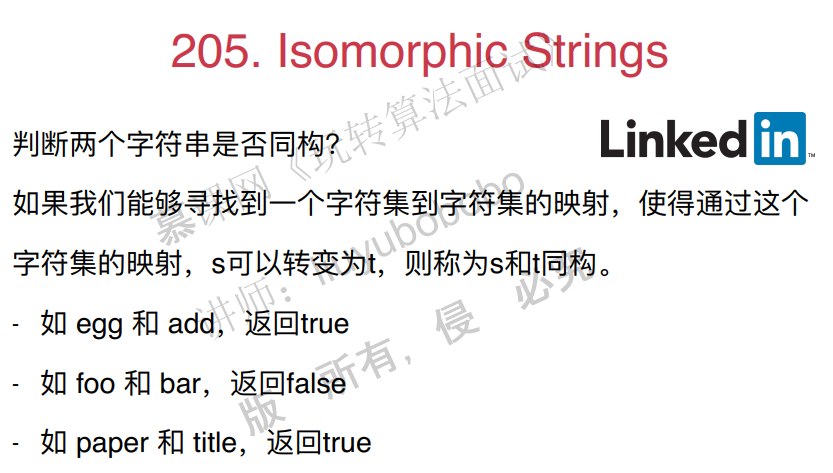 205. Isomorphic Strings
判断两个字符串是否同构?
LinkedIn
如果我们能够寻找到一个字符集到字符集的映射，使得通过这个
字符集的映射，s可以转变为t，则称为s和t同构。
- 如 egg 和 add，返回true
- 如 foo 和 bar，返回false
- 如 paper 和 title，返回true
慕课网《玩转算法面试》
讲师：liuyubobobo
版 所有，侵 必究